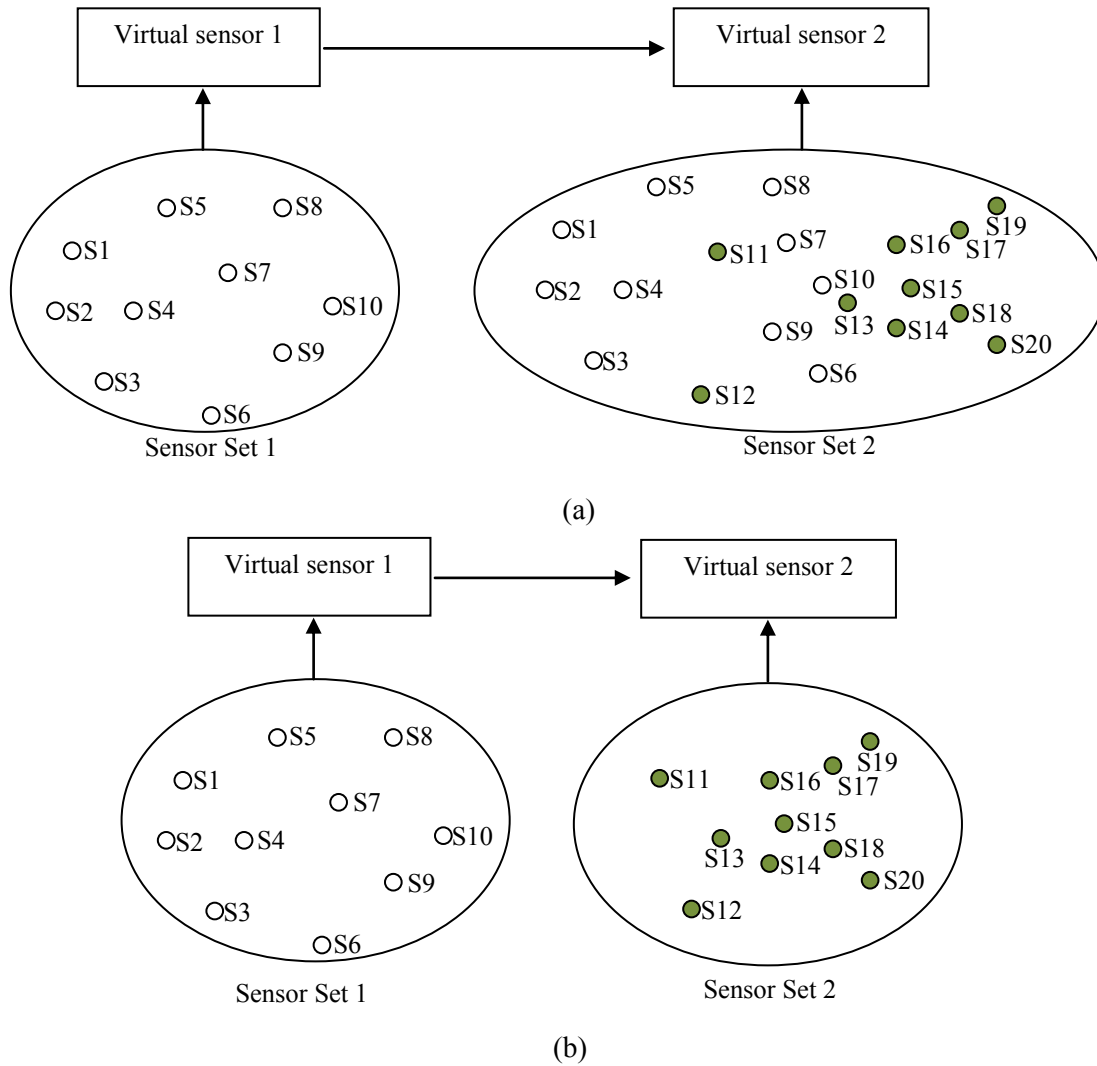 Virtual sensor 1
Virtual sensor 2
S5
S8
S1
S7
S2
S4
S10
S9
S3
S6
Sensor Set 1
S5
S8
S1
S11
S7
S16
S17
S19
S2
S4
S10
S15
S13
S14
S18
S9
S20
S3
S6
S12
Sensor Set 2
(a)
Virtual sensor 1
Virtual sensor 2
S5
S8
S1
S7
S2
S4
S10
S9
S3
S6
Sensor Set 1
S19
S11
S16
S17
S15
S13
S14
S18
S20
S12
Sensor Set 2
(b)